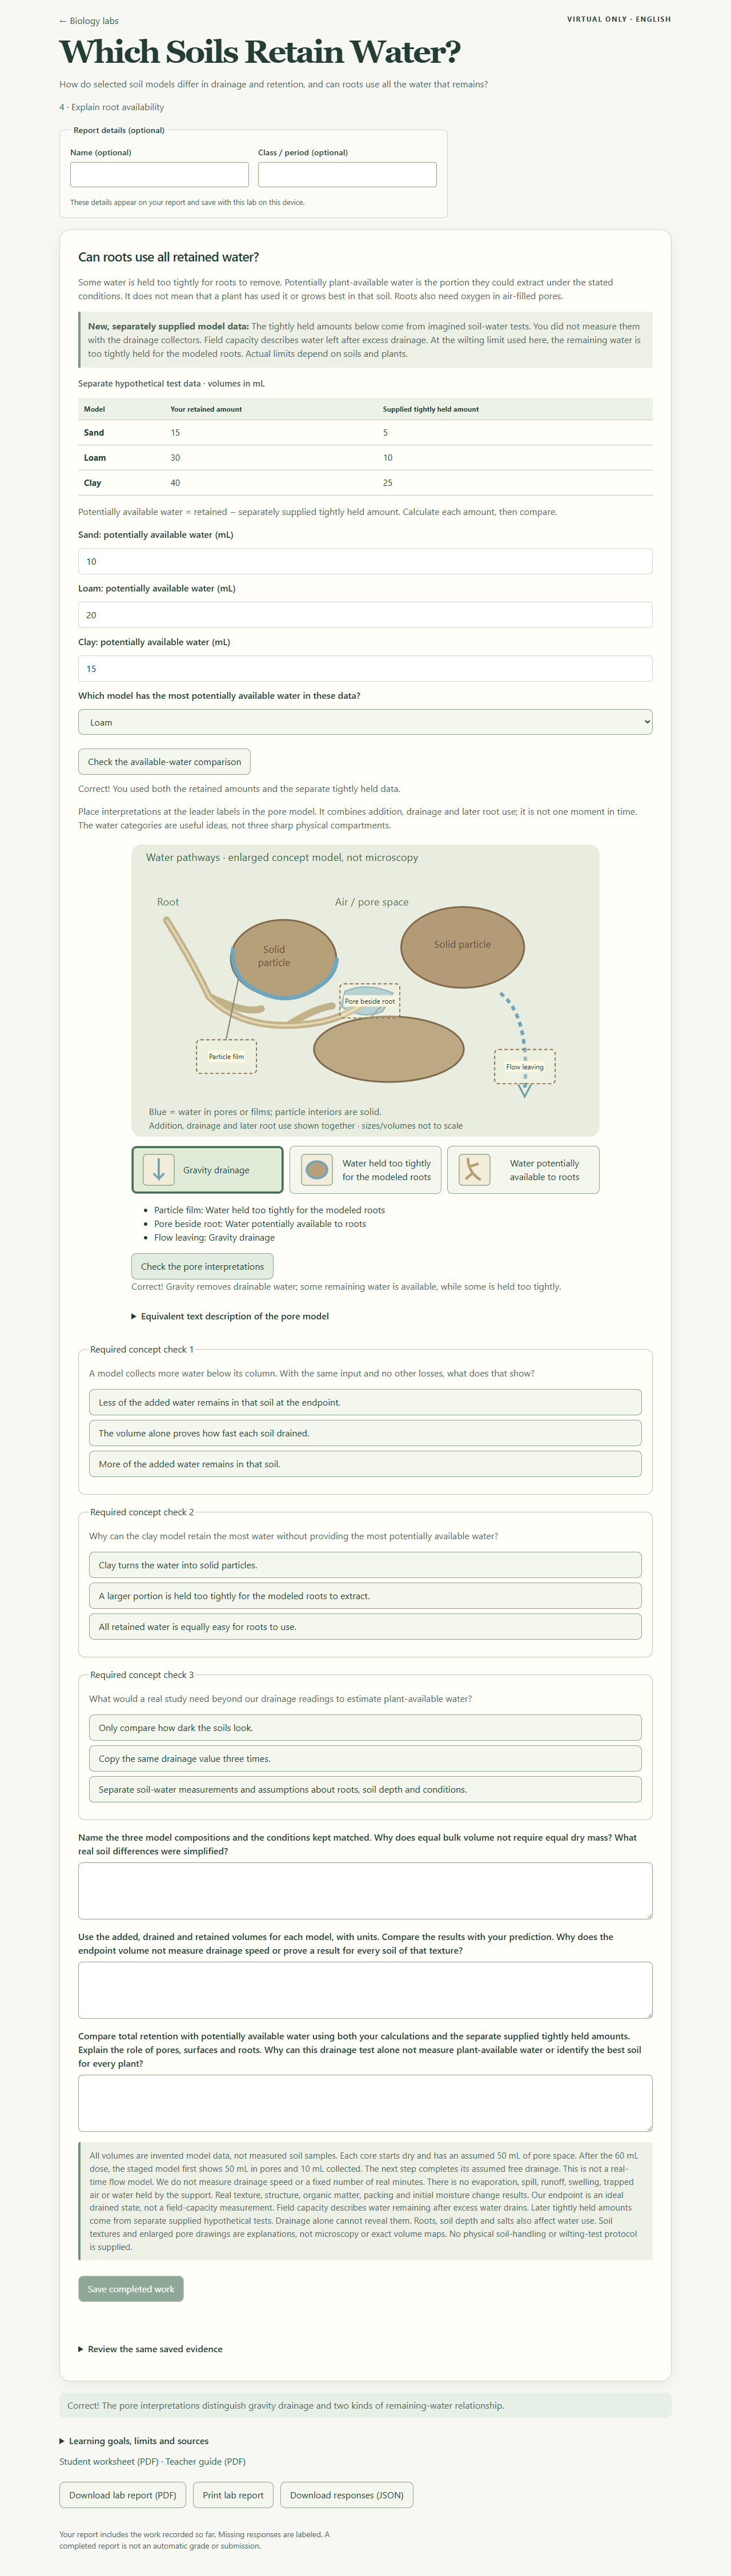 ← Biology labs
VIRTUAL ONLY · ENGLISH
Which Soils Retain Water?
How do selected soil models differ in drainage and retention, and can roots use all the water that remains?
4 · Explain root availability
Report details (optional)
Name (optional)
Class / period (optional)
These details appear on your report and save with this lab on this device.
Can roots use all retained water?
Some water is held too tightly for roots to remove. Potentially plant-available water is the portion they could extract under the stated
conditions. It does not mean that a plant has used it or grows best in that soil. Roots also need oxygen in air-filled pores.
New, separately supplied model data: The tightly held amounts below come from imagined soil-water tests. You did not measure them
with the drainage collectors. Field capacity describes water left after excess drainage. At the wilting limit used here, the remaining water is
too tightly held for the modeled roots. Actual limits depend on soils and plants.
Separate hypothetical test data · volumes in mL
Model Your retained amount Supplied tightly held amount
Sand 15 5
Loam 30 10
Clay 40 25
Potentially available water = retained − separately supplied tightly held amount. Calculate each amount, then compare.
Sand: potentially available water (mL)
10
Loam: potentially available water (mL)
20
Clay: potentially available water (mL)
15
Which model has the most potentially available water in these data?
Loam
Check the available-water comparison
Correct! You used both the retained amounts and the separate tightly held data.
Place interpretations at the leader labels in the pore model. It combines addition, drainage and later root use; it is not one moment in time.
The water categories are useful ideas, not three sharp physical compartments.
Water pathways · enlarged concept model, not microscopy
Root
Air / pore space
Solid
particle
Solid particle
Pore beside root
Particle film
Flow leaving
Blue = water in pores or films; particle interiors are solid.
Addition, drainage and later root use shown together · sizes/volumes not to scale
Gravity drainage
Water held too tightly
for the modeled roots
Water potentially
available to roots
• Particle film: Water held too tightly for the modeled roots
• Pore beside root: Water potentially available to roots
• Flow leaving: Gravity drainage
Check the pore interpretations
Correct! Gravity removes drainable water; some remaining water is available, while some is held too tightly.
▶ Equivalent text description of the pore model
Required concept check 1
A model collects more water below its column. With the same input and no other losses, what does that show?
Less of the added water remains in that soil at the endpoint.
The volume alone proves how fast each soil drained.
More of the added water remains in that soil.
Required concept check 2
Why can the clay model retain the most water without providing the most potentially available water?
Clay turns the water into solid particles.
A larger portion is held too tightly for the modeled roots to extract.
All retained water is equally easy for roots to use.
Required concept check 3
What would a real study need beyond our drainage readings to estimate plant-available water?
Only compare how dark the soils look.
Copy the same drainage value three times.
Separate soil-water measurements and assumptions about roots, soil depth and conditions.
Name the three model compositions and the conditions kept matched. Why does equal bulk volume not require equal dry mass? What
real soil differences were simplified?
Use the added, drained and retained volumes for each model, with units. Compare the results with your prediction. Why does the
endpoint volume not measure drainage speed or prove a result for every soil of that texture?
Compare total retention with potentially available water using both your calculations and the separate supplied tightly held amounts.
Explain the role of pores, surfaces and roots. Why can this drainage test alone not measure plant-available water or identify the best soil
for every plant?
All volumes are invented model data, not measured soil samples. Each core starts dry and has an assumed 50 mL of pore space. After the 60 mL
dose, the staged model first shows 50 mL in pores and 10 mL collected. The next step completes its assumed free drainage. This is not a real-
time flow model. We do not measure drainage speed or a fixed number of real minutes. There is no evaporation, spill, runoff, swelling, trapped
air or water held by the support. Real texture, structure, organic matter, packing and initial moisture change results. Our endpoint is an ideal
drained state, not a field-capacity measurement. Field capacity describes water remaining after excess water drains. Later tightly held amounts
come from separate supplied hypothetical tests. Drainage alone cannot reveal them. Roots, soil depth and salts also affect water use. Soil
textures and enlarged pore drawings are explanations, not microscopy or exact volume maps. No physical soil-handling or wilting-test protocol
is supplied.
Save completed work
▶ Review the same saved evidence
Correct! The pore interpretations distinguish gravity drainage and two kinds of remaining-water relationship.
▶ Learning goals, limits and sources
Student worksheet (PDF) · Teacher guide (PDF)
Download lab report (PDF)
Print lab report
Download responses (JSON)
Your report includes the work recorded so far. Missing responses are labeled. A
completed report is not an automatic grade or submission.